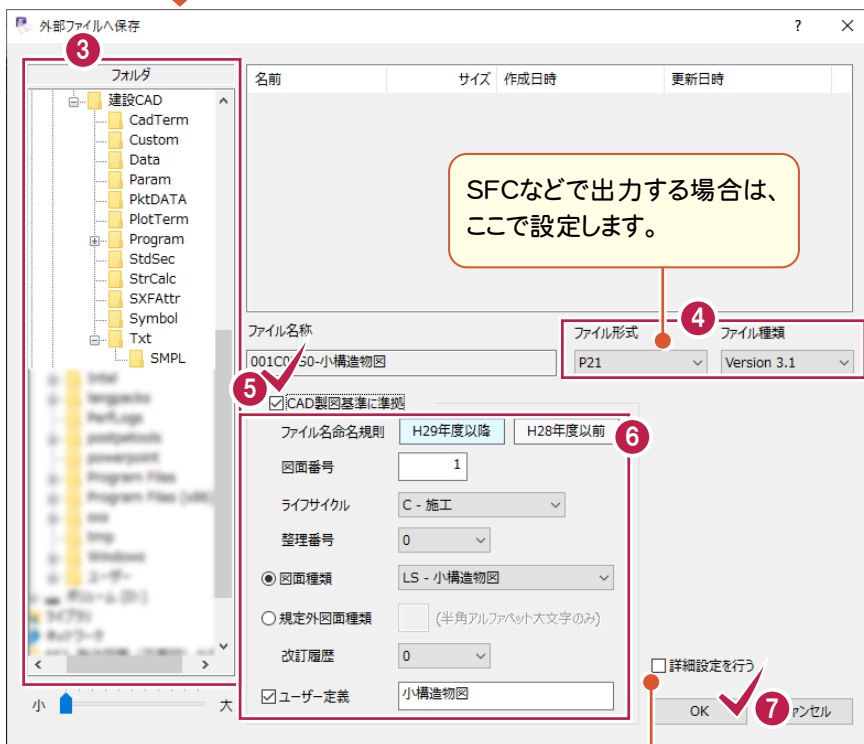 外部ファイルへ保存
? ×
3
フォルダ
建設CAD
CadTerm
Custom
Data
Param
PktDATA
PlotTerm
Program
StdSec
StrCalc
SXFAttr
Symbol
Txt
SMPL
小 大
名前 サイズ 作成日時 更新日時
SFCなどで出力する場合は、
ここで設定します。
4
ファイル名称 ファイル形式 ファイル種類
-小構造物図 P21 Version 3.1
5
CAD製図基準に準拠
6
ファイル名命名規則 H29年度以降 H28年度以前
図面番号 1
ライフサイクル C - 施工
整理番号 0
図面種類 LS - 小構造物図
規定外図面種類 (半角アルファベット大文字のみ)
改訂履歴 0
ユーザー定義 小構造物図
詳細設定を行う
OK 7 ャンセル